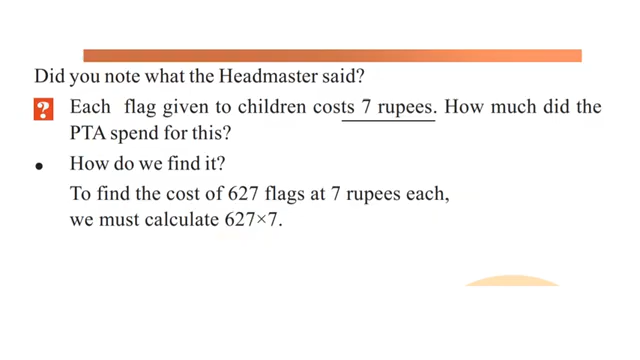 Did you note what the Headmaster said?
? Each flag given to children costs 7 rupees. How much did the
PTA spend for this?
• How do we find it?
To find the cost of 627 flags at 7 rupees each,
we must calculate 627×7.